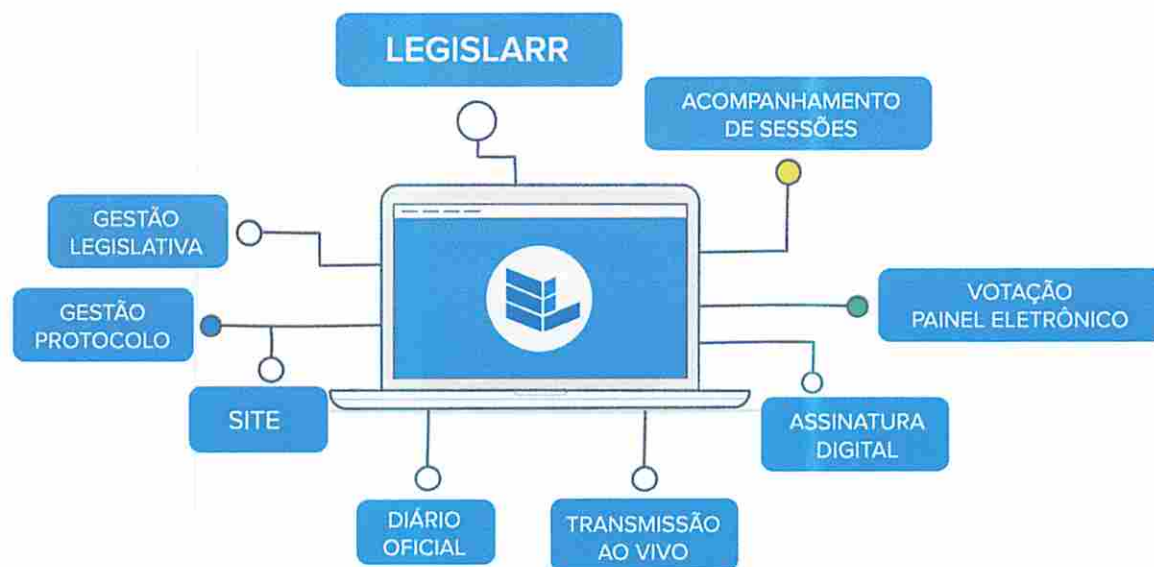 LEGISLARR
ACOMPANHAMENTO
DE SESSÕES
GESTÃO
LEGISLATIVA
GESTÃO
PROTOCOLO
VOTAÇÃO
PAINEL ELETRÔNICO
SITE
ASSINATURA
DIGITAL
DIÁRIO
OFICIAL
TRANSMISSÃO
AO VIVO